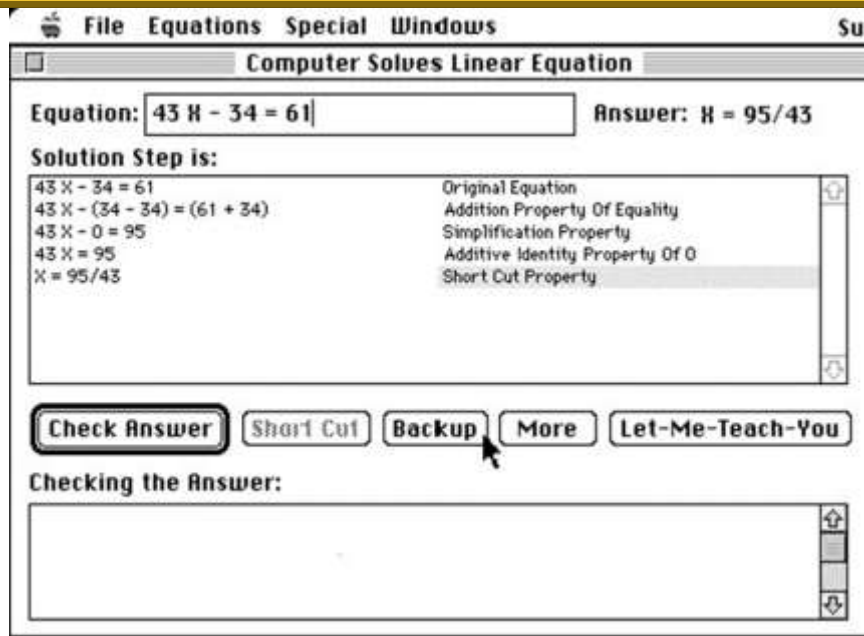 File Equations Special Windows Su
Computer Solves Linear Equation
Equation: 43 X - 34 = 61 Answer: X = 95/43
Solution Step is:
43 X - 34 = 61 Original Equation
43 X - (34 - 34) = (61 + 34) Addition Property Of Equality
43 X - 0 = 95 Simplification Property
43 X = 95 Additive Identity Property Of 0
X = 95/43 Short Cut Property
Check Answer Short Cut Backup More Let-Me-Teach-You
Checking the Answer: